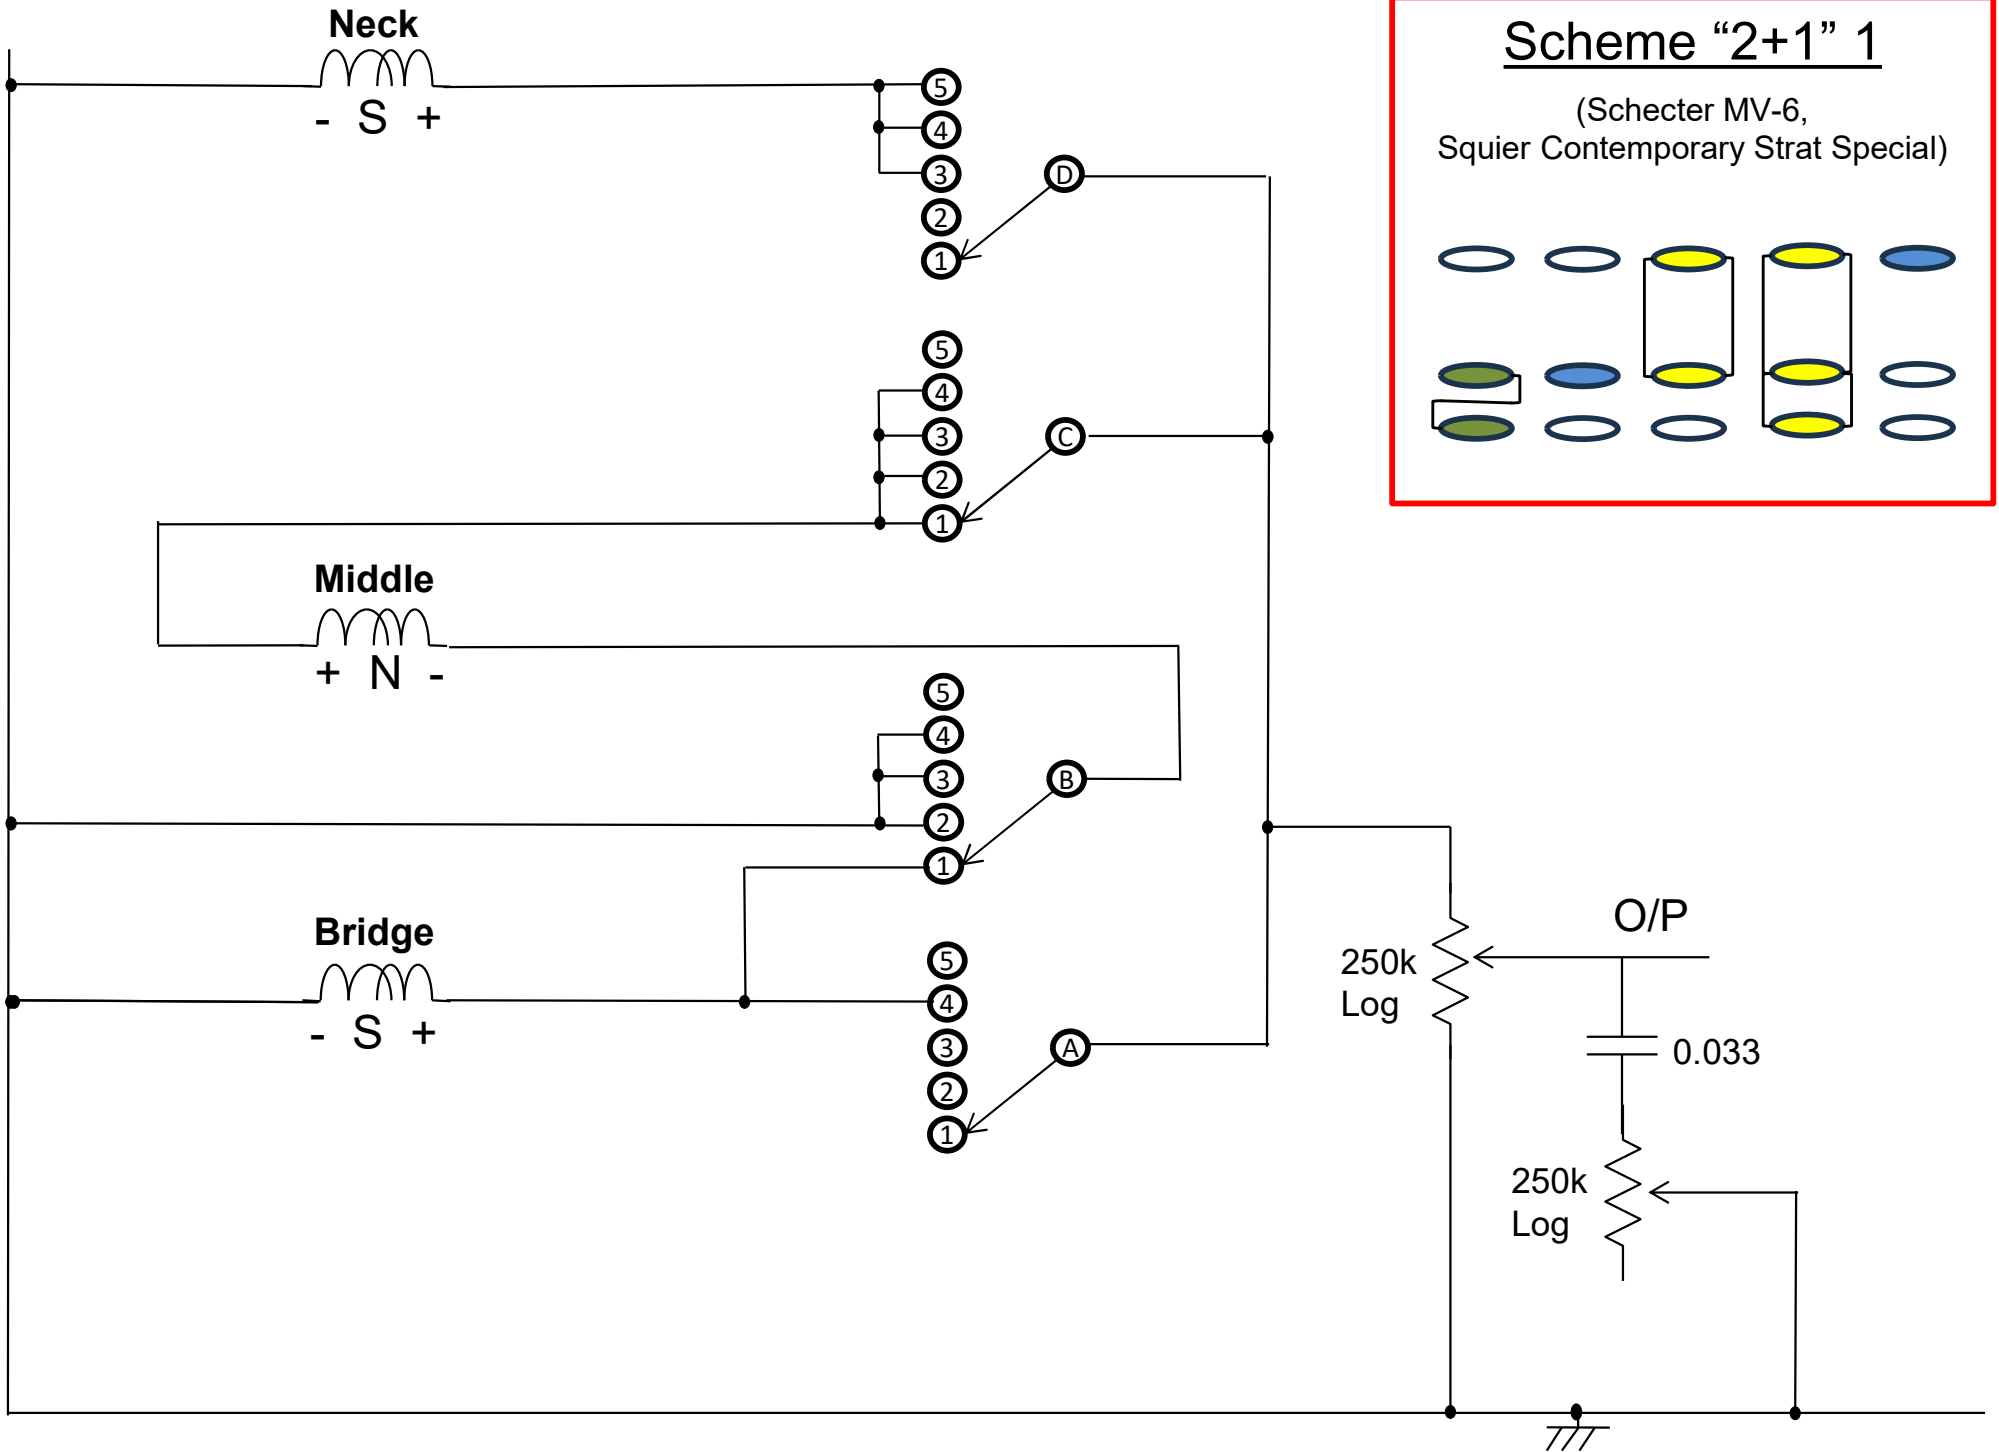 Neck
- S +
5
4
3
2
1
D
Scheme “2+1” 1
(Schecter MV-6,
Squier Contemporary Strat Special)
5
4
3
2
1
C
Middle
+ N -
5
4
3
2
1
B
Bridge
- S +
5
4
3
2
1
A
250k
Log
O/P
0.033
250k
Log